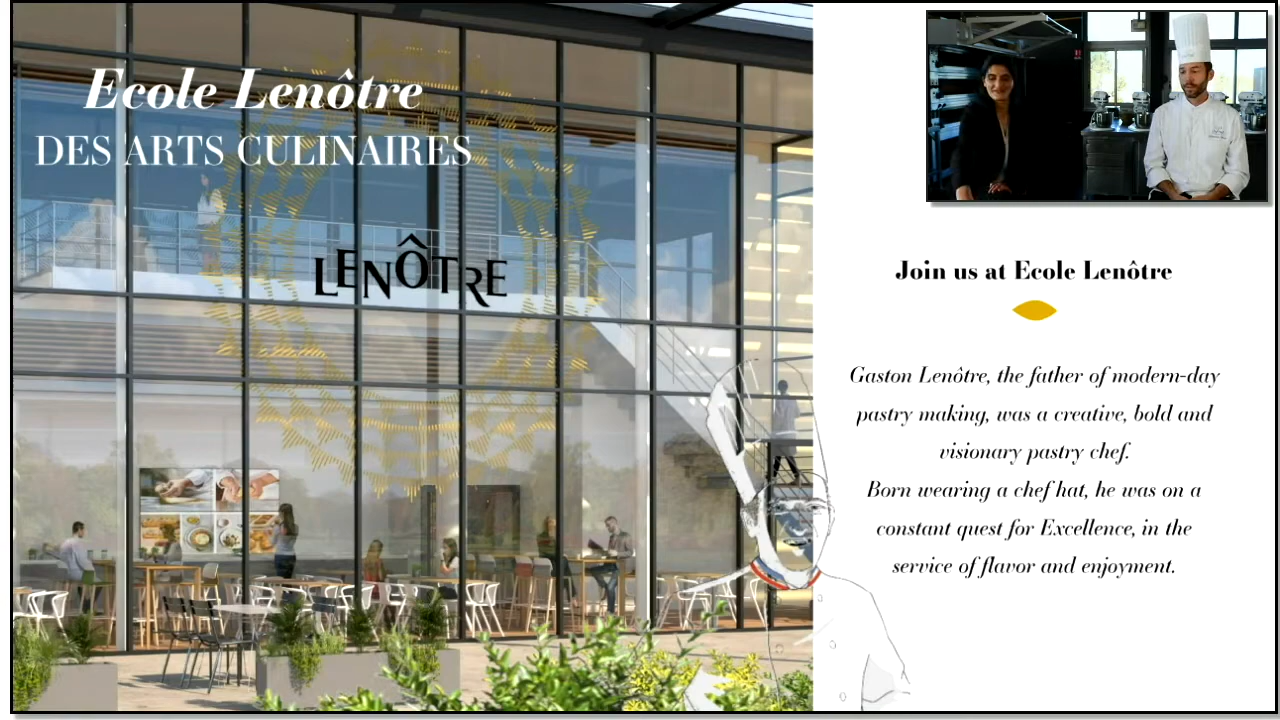 Ecole Lenôtre
DES ARTS CULINAIRES
LENÔTRE
Join us at Ecole Lenôtre
Gaston Lenôtre, the father of modern-day
pastry making, was a creative, bold and
visionary pastry chef.
Born wearing a chef hat, he was on a
constant quest for Excellence, in the
service of flavor and enjoyment.